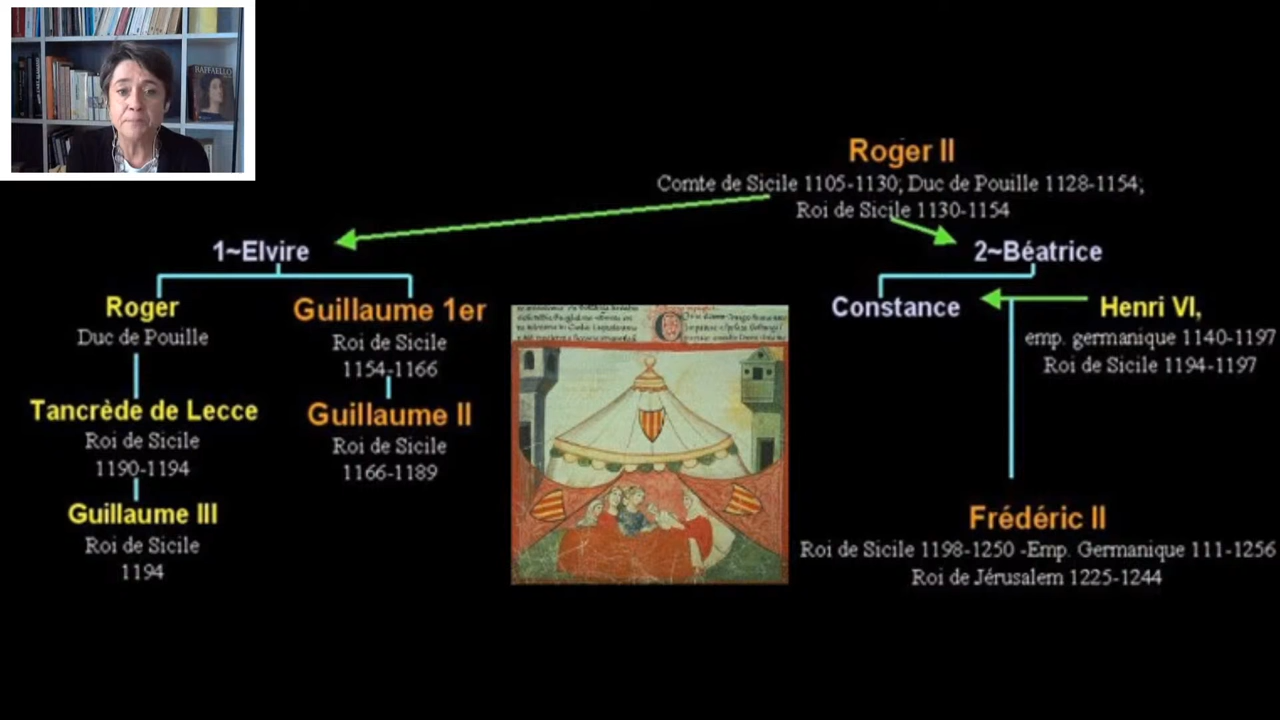 RAFFAELLO
Roger II
Comte de Sicile 1105-1130; Duc de Pouille 1128-1154;
Roi de Sicile 1130-1154
1~Elvire
2~Béatrice
Roger
Duc de Pouille
Guillaume 1er
Roi de Sicile
1154-1166
Constance
Henri VI,
emp. germanique 1140-1197
Roi de Sicile 1194-1197
Tancrède de Lecce
Roi de Sicile
1190-1194
Guillaume II
Roi de Sicile
1166-1189
Guillaume III
Roi de Sicile
1194
Frédéric II
Roi de Sicile 1198-1250 -Emp. Germanique 111-1256
Roi de Jérusalem 1225-1244